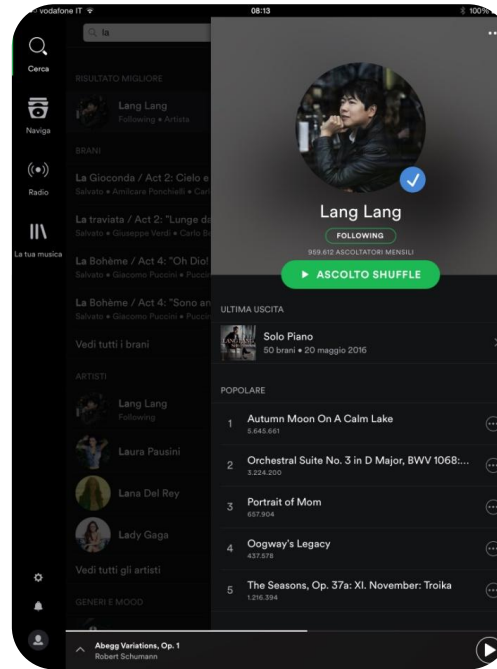 vodafone IT
08:13
100%
Cerca
Naviga
Radio
La tua musica
la
RISULTATO MIGLIORE
Lang Lang
Following • Artista
BRANI
La Gioconda / Act 2: Cielo e
Salvato • Amilcare Ponchielli • Carl
La traviata / Act 2: "Lunge da
Salvato • Giuseppe Verdi • Carlo Be
La Bohème / Act 4: "Oh Dio!
Salvato • Giacomo Puccini • Puccin
La Bohème / Act 4: "Sono an
Salvato • Giacomo Puccini • Puccin
Vedi tutti i brani
ARTISTI
Lang Lang
Following
Laura Pausini
Lana Del Rey
Lady Gaga
Vedi tutti gli artisti
GENERI E MOOD
Lang Lang
FOLLOWING
959.612 ASCOLTATORI MENSILI
ASCOLTO SHUFFLE
ULTIMA USCITA
LANG LANG
Solo Piano
50 brani • 20 maggio 2016
POPOLARE
1 Autumn Moon On A Calm Lake
5.645.661
2 Orchestral Suite No. 3 in D Major, BWV 1068:...
3.224.200
3 Portrait of Mom
657.904
4 Oogway's Legacy
437.578
5 The Seasons, Op. 37a: XI. November: Troika
1.216.394
Abegg Variations, Op. 1
Robert Schumann